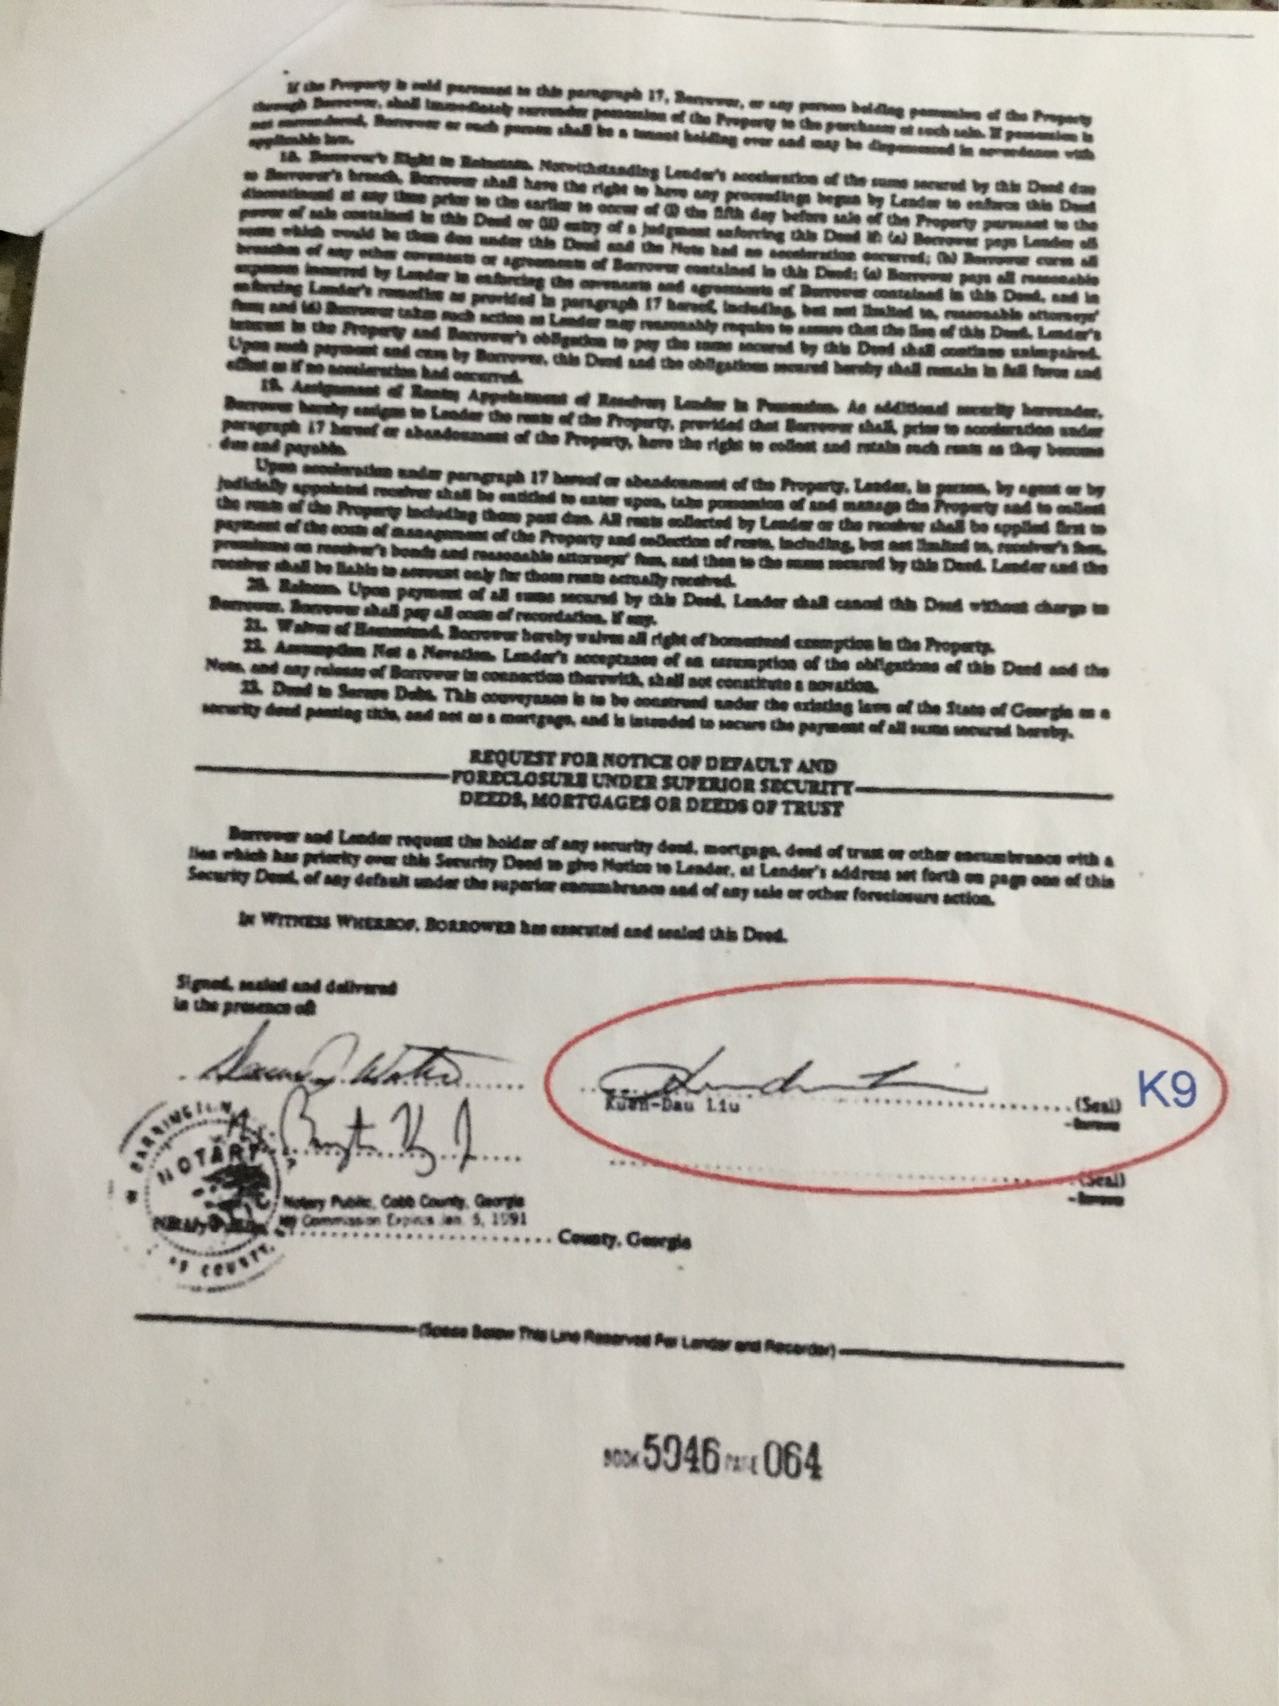 If the Property is sold pursuant to this paragraph 17, Borrower, or any person holding possession of the Property
through Borrower, shall immediately surrender possession of the Property to the purchaser at such sale. If possession is
not surrendered, Borrower or such person shall be a tenant holding over and may be dispossessed in accordance with
applicable law.
18. Borrower's Right to Reinstate. Notwithstanding Lender's acceleration of the sums secured by this Deed due
to Borrower's breach, Borrower shall have the right to have any proceedings begun by Lender to enforce this Deed
discontinued at any time prior to the earlier to occur of (i) the fifth day before sale of the Property pursuant to the
power of sale contained in this Deed or (ii) entry of a judgment enforcing this Deed if: (a) Borrower pays Lender all
sums which would be then due under this Deed and the Note had no acceleration occurred; (b) Borrower cures all
breaches of any other covenants or agreements of Borrower contained in this Deed; (c) Borrower pays all reasonable
expenses incurred by Lender in enforcing the covenants and agreements of Borrower contained in this Deed, and in
enforcing Lender's remedies as provided in paragraph 17 hereof, including, but not limited to, reasonable attorneys'
fees; and (d) Borrower takes such action as Lender may reasonably require to assure that the lien of this Deed, Lender's
interest in the Property and Borrower's obligation to pay the sums secured by this Deed shall continue unimpaired.
Upon such payment and cure by Borrower, this Deed and the obligations secured hereby shall remain in full force and
effect as if no acceleration had occurred.
19. Assignment of Rents; Appointment of Receiver; Lender in Possession. As additional security hereunder,
Borrower hereby assigns to Lender the rents of the Property, provided that Borrower shall, prior to acceleration under
paragraph 17 hereof or abandonment of the Property, have the right to collect and retain such rents as they become
due and payable.
Upon acceleration under paragraph 17 hereof or abandonment of the Property, Lender, in person, by agent or by
judicially appointed receiver shall be entitled to enter upon, take possession of and manage the Property and to collect
the rents of the Property including those past due. All rents collected by Lender or the receiver shall be applied first to
payment of the costs of management of the Property and collection of rents, including, but not limited to, receiver's fees,
premiums on receiver's bonds and reasonable attorneys' fees, and then to the sums secured by this Deed. Lender and the
receiver shall be liable to account only for those rents actually received.
20. Release. Upon payment of all sums secured by this Deed, Lender shall cancel this Deed without charge to
Borrower. Borrower shall pay all costs of recordation, if any.
21. Waiver of Homestead. Borrower hereby waives all right of homestead exemption in the Property.
22. Assumption Not a Novation. Lender's acceptance of an assumption of the obligations of this Deed and the
Note, and any release of Borrower in connection therewith, shall not constitute a novation.
23. Deed to Secure Debt. This conveyance is to be construed under the existing laws of the State of Georgia as a
security deed passing title, and not as a mortgage, and is intended to secure the payment of all sums secured hereby.
REQUEST FOR NOTICE OF DEFAULT AND
FORECLOSURE UNDER SUPERIOR SECURITY
DEEDS, MORTGAGES OR DEEDS OF TRUST
Borrower and Lender request the holder of any security deed, mortgage, deed of trust or other encumbrance with a
lien which has priority over this Security Deed to give Notice to Lender, at Lender's address set forth on page one of this
Security Deed, of any default under the superior encumbrance and of any sale or other foreclosure action.
IN WITNESS WHEREOF, BORROWER has executed and sealed this Deed.
Signed, sealed and delivered
in the presence of:
Kuan-Dau Liu (Seal)
-Borrower
K9
(Seal)
-Borrower
NOTARY
Notary Public, Cobb County, Georgia
My Commission Expires Jan. 5, 1991
County, Georgia
COUNTY
(Space Below This Line Reserved For Lender and Recorder)
BOOK 5946 PAGE 064